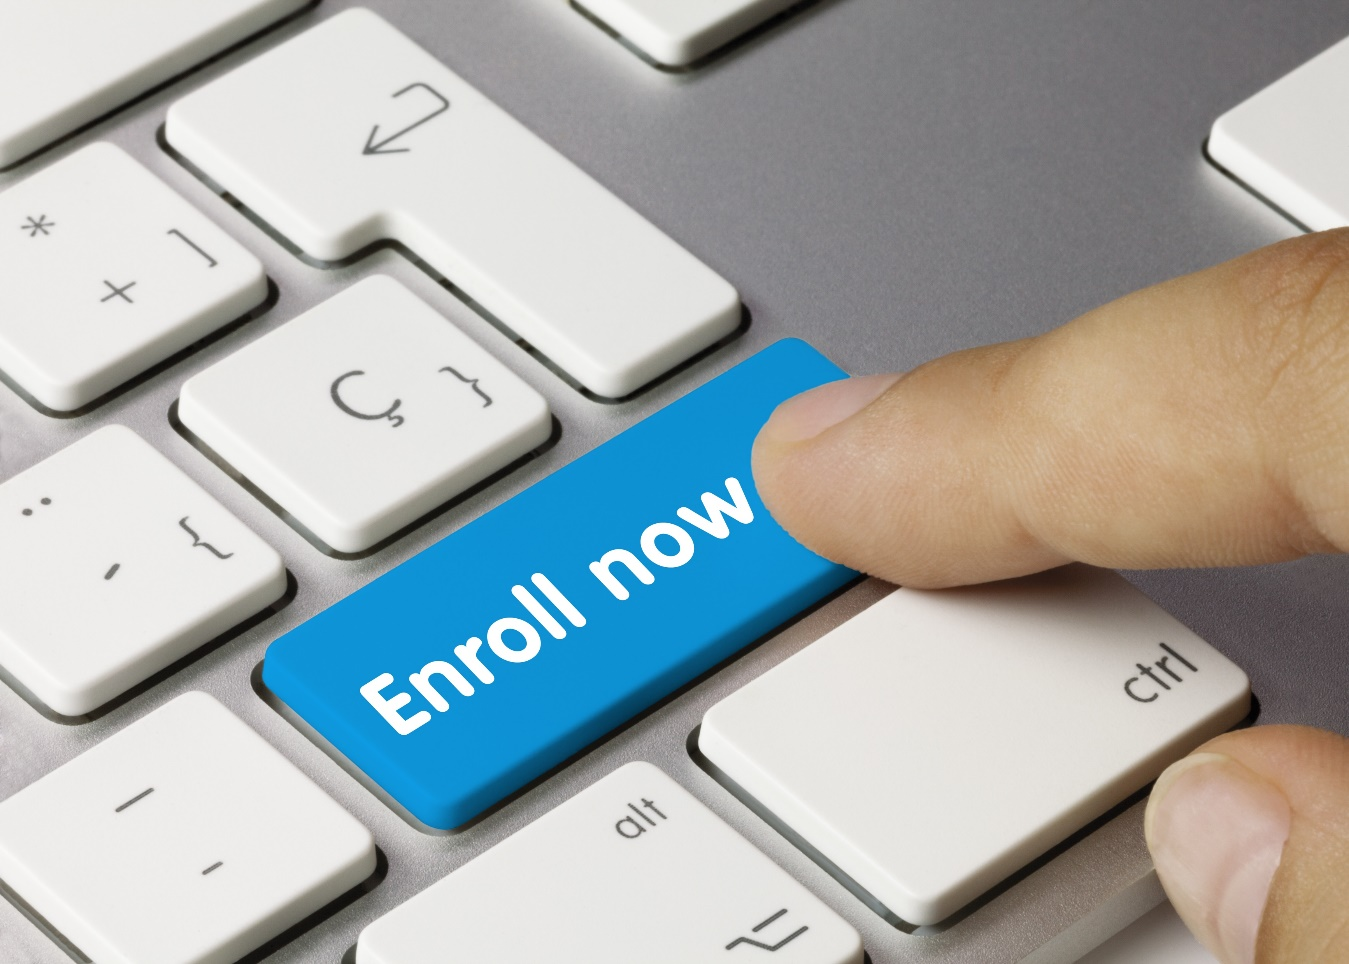 * ]
+
Ç }
¨ {
´
_
-
Enroll now
ctrl
alt
⌥